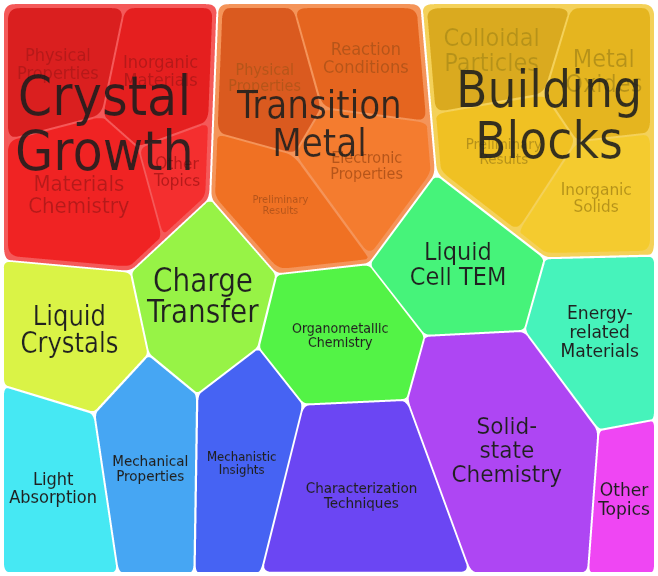 Physical
Properties
Inorganic
Materials
Crystal
Growth
Other
Topics
Materials
Chemistry
Physical
Properties
Reaction
Conditions
Transition
Metal
Electronic
Properties
Preliminary
Results
Colloidal
Particles
Metal
Oxides
Building
Blocks
Preliminary
Results
Inorganic
Solids
Liquid
Crystals
Charge
Transfer
Organometallic
Chemistry
Liquid
Cell TEM
Energy-
related
Materials
Light
Absorption
Mechanical
Properties
Mechanistic
Insights
Characterization
Techniques
Solid-
state
Chemistry
Other
Topics